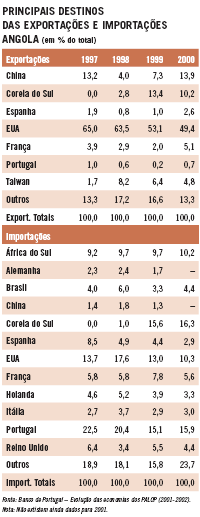 PRINCIPAIS DESTINOS
DAS EXPORTAÇÕES E IMPORTAÇÕES
ANGOLA (em % do total)
Exportações 1997 1998 1999 2000
China 13,2 4,0 7,3 13,9
Coreia do Sul 0,0 2,8 13,4 10,2
Espanha 1,9 0,8 1,0 2,6
EUA 65,0 63,5 53,1 49,4
França 3,9 2,9 2,0 5,1
Portugal 1,0 0,6 0,2 0,7
Taiwan 1,7 8,2 6,4 4,8
Outros 13,3 17,2 16,6 13,3
Export. Totais 100,0 100,0 100,0 100,0
Importações
África do Sul 9,2 9,7 9,7 10,2
Alemanha 2,3 2,4 1,7 –
Brasil 4,0 6,0 3,3 4,4
China 1,4 1,8 1,3 –
Coreia do Sul 0,0 1,0 15,6 16,3
Espanha 8,5 4,9 4,4 2,9
EUA 13,7 17,6 13,0 10,3
França 5,8 5,8 7,8 5,6
Holanda 4,6 5,2 3,9 3,3
Itália 2,7 3,7 2,9 3,0
Portugal 22,5 20,4 15,1 15,9
Reino Unido 6,4 3,4 5,5 4,4
Outros 18,9 18,1 15,8 23,7
Import. Totais 100,0 100,0 100,0 100,0
Fonte: Banco de Portugal – Evolução das economias dos PALOP (2001-2002).
Nota: Não existem ainda dados para 2001.